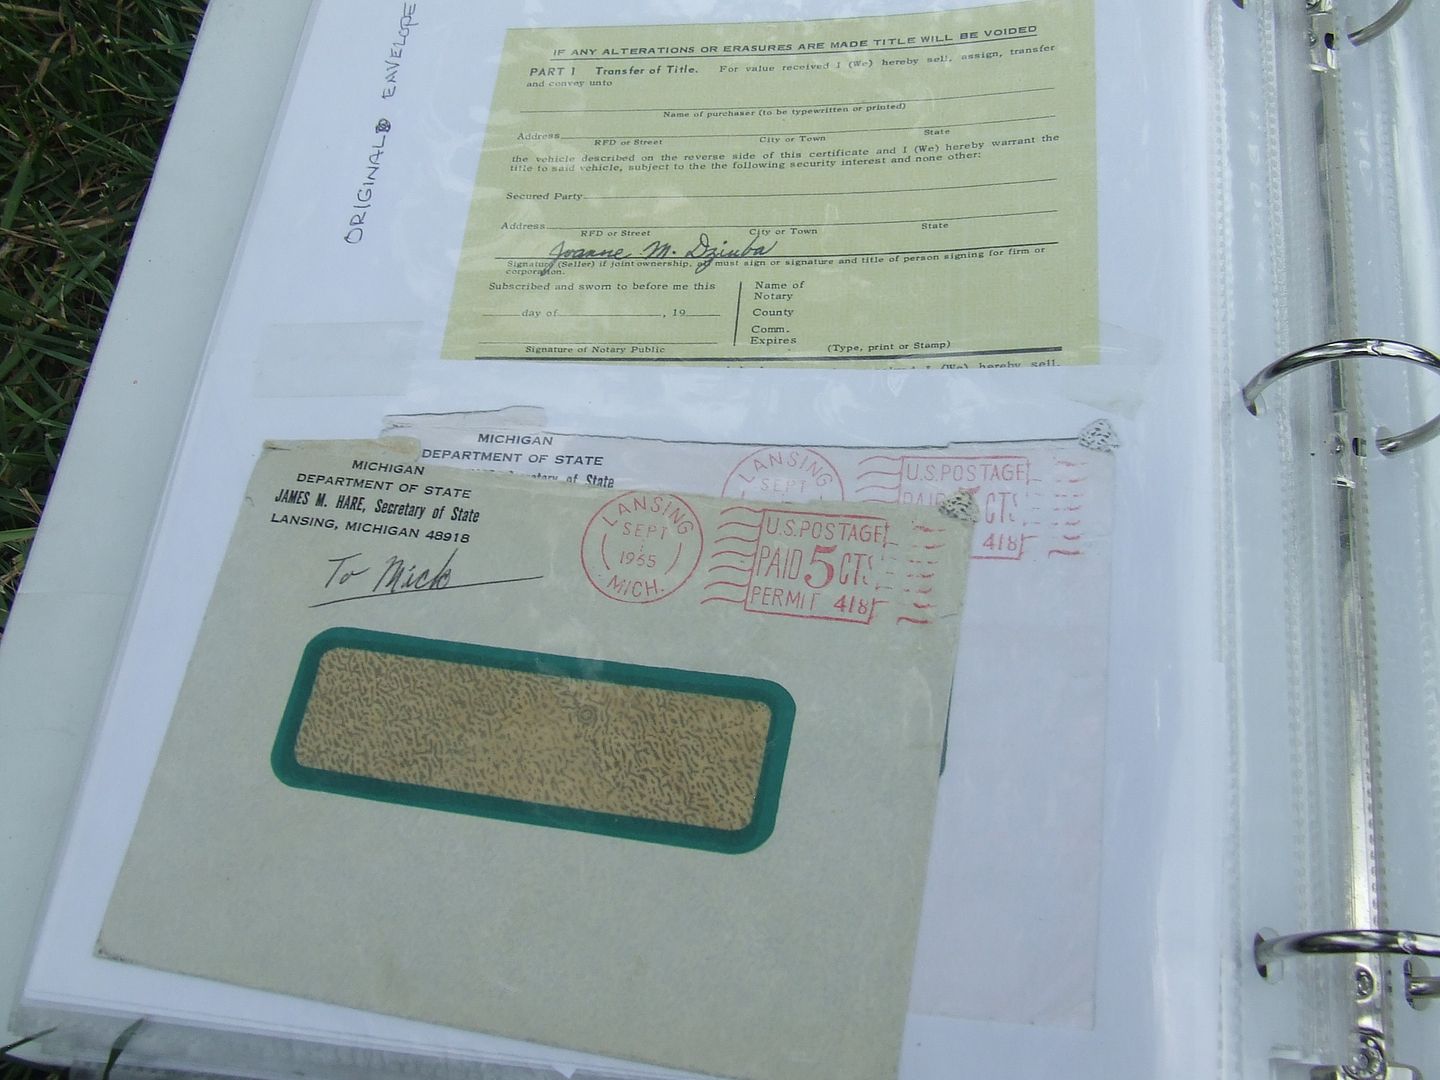 ORIGINAL ENVELOPE
IF ANY ALTERATIONS OR ERASURES ARE MADE TITLE WILL BE VOIDED
PART 1 Transfer of Title. For value received I (We) hereby sell, assign, transfer
and convey unto
Name of purchaser (to be typewritten or printed)
Address
RFD or Street City or Town State
the vehicle described on the reverse side of this certificate and I (We) hereby warrant the
title to said vehicle, subject to the the following security interest and none other:
Secured Party
Address
RFD or Street City or Town State
Joanne M. Dziuba
Signature (Seller) if joint ownership, all must sign or signature and title of person signing for firm or
corporation.
Subscribed and sworn to before me this
day of , 19
Signature of Notary Public
Name of
Notary
County
Comm.
Expires
(Type, print or Stamp)
I (We) hereby sell,
MICHIGAN
DEPARTMENT OF STATE
of State
LANSING
SEPT
U.S.POSTAGE
PAID CTS
418
MICHIGAN
DEPARTMENT OF STATE
JAMES M. HARE, Secretary of State
LANSING, MICHIGAN 48918
To Mick
LANSING
SEPT
1965
MICH.
U.S.POSTAGE
PAID 5 CTS
PERMIT 418